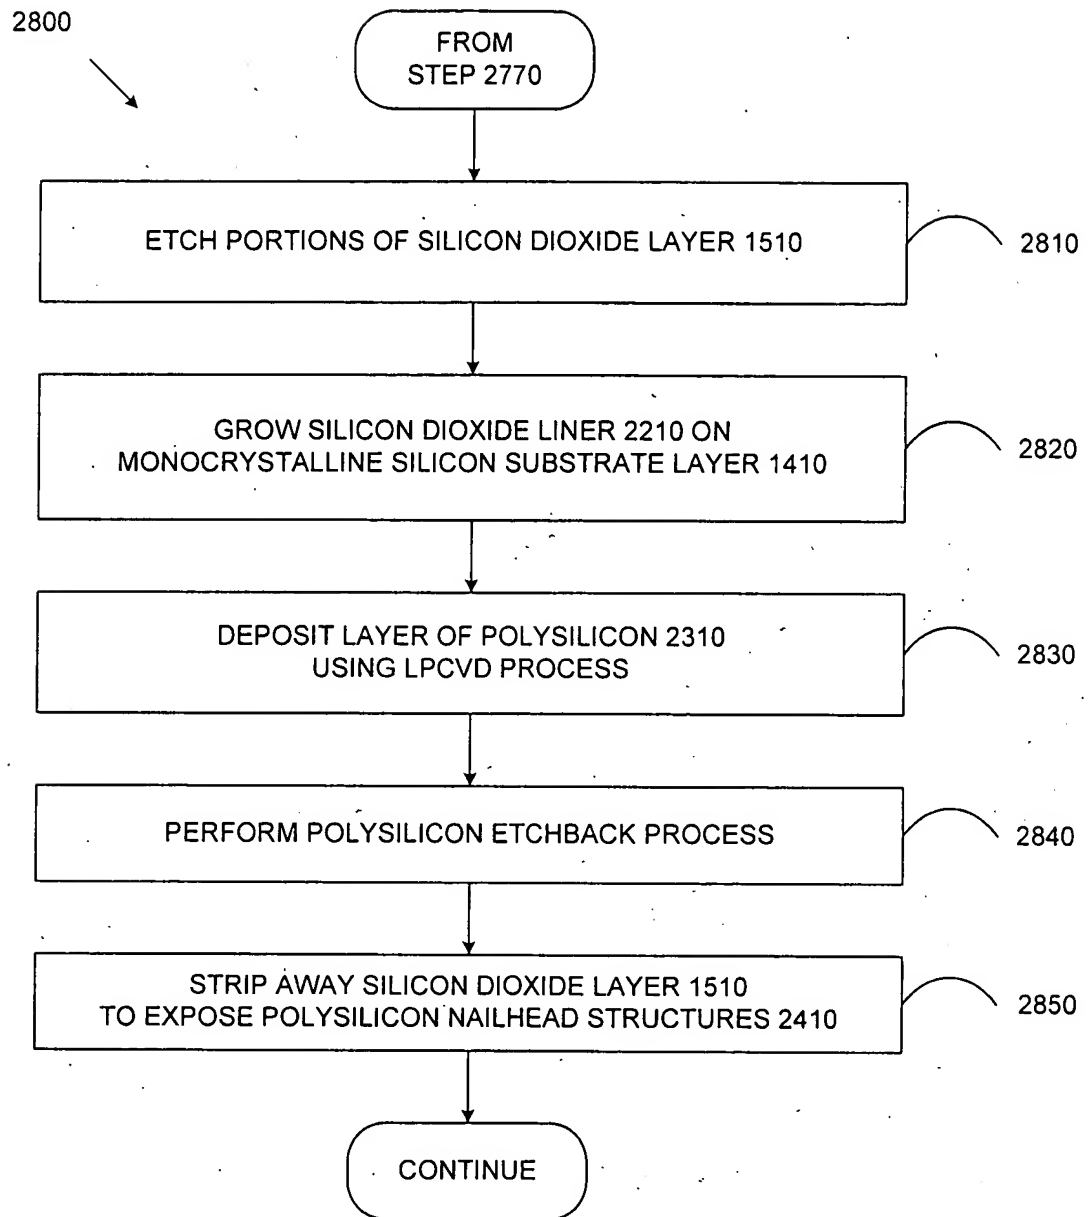 2800
FROM
STEP 2770
ETCH PORTIONS OF SILICON DIOXIDE LAYER 1510
2810
GROW SILICON DIOXIDE LINER 2210 ON
MONOCRYSTALLINE SILICON SUBSTRATE LAYER 1410
2820
DEPOSIT LAYER OF POLYSILICON 2310
USING LPCVD PROCESS
2830
PERFORM POLYSILICON ETCHBACK PROCESS
2840
STRIP AWAY SILICON DIOXIDE LAYER 1510
TO EXPOSE POLYSILICON NAILHEAD STRUCTURES 2410
2850
CONTINUE